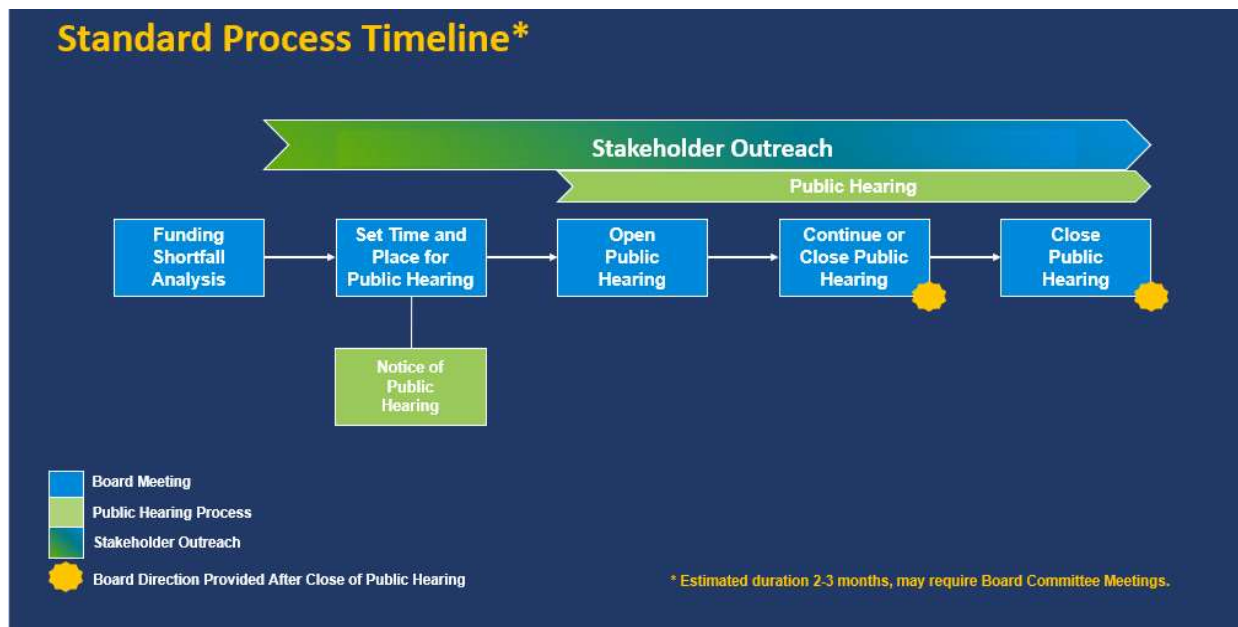 Standard Process Timeline*
Stakeholder Outreach
Public Hearing
Funding
Shortfall
Analysis
Set Time and
Place for
Public Hearing
Open
Public
Hearing
Continue or
Close Public
Hearing
Close
Public
Hearing
Notice of
Public
Hearing
Board Meeting
Public Hearing Process
Stakeholder Outreach
Board Direction Provided After Close of Public Hearing
* Estimated duration 2-3 months, may require Board Committee Meetings.